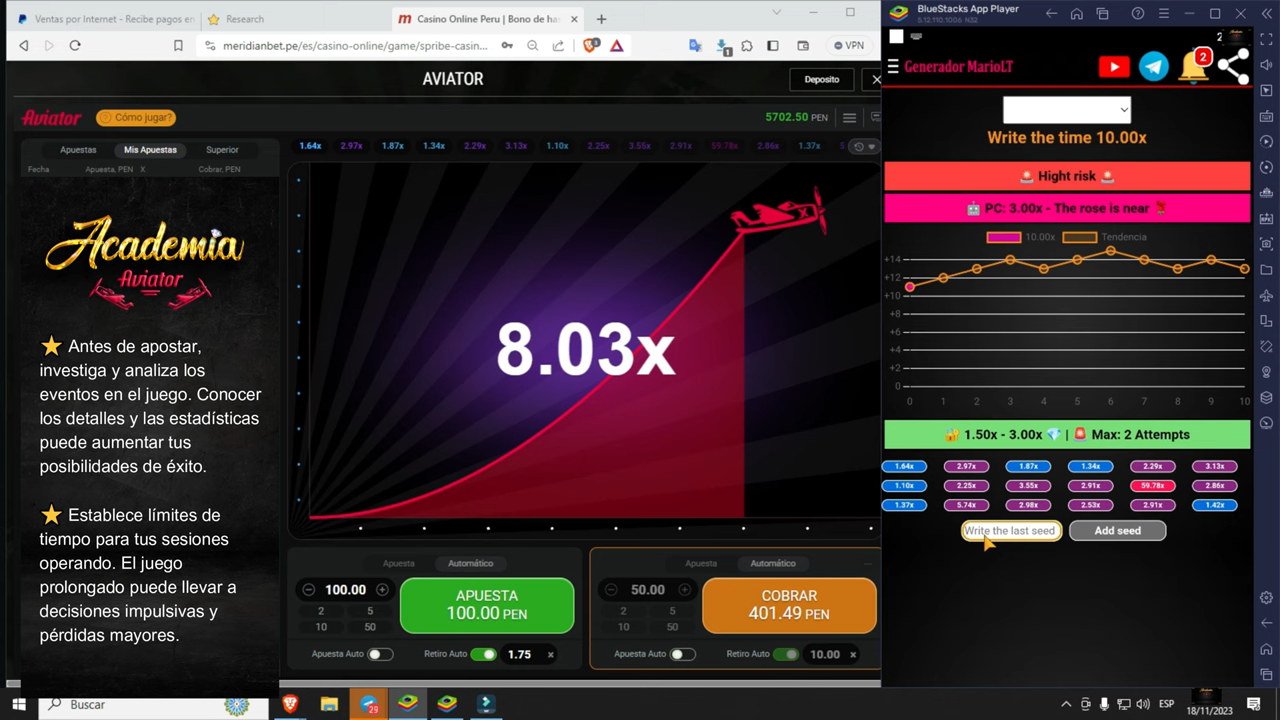 Ventas por Internet - Recibe pagos en
Research
Casino Online Peru | Bono de ha
meridianbet.pe/es/casino-online/game/spribe-casin...
VPN
AVIATOR
Deposito
Aviator
¿Cómo jugar?
5702.50 PEN
Apuestas
Mis Apuestas
Superior
Fecha
Apuesta, PEN X
Cobrar, PEN
1.64x 2.97x 1.87x 1.34x 2.29x 3.13x 1.10x 2.25x 3.55x 2.91x 59.78x 2.86x 1.37x
Academia
Aviator
Antes de apostar,
investiga y analiza los
eventos en el juego. Conocer
los detalles y las estadísticas
puede aumentar tus
posibilidades de éxito.
Establece límites de
tiempo para tus sesiones
operando. El juego
prolongado puede llevar a
decisiones impulsivas y
pérdidas mayores.
8.03x
Apuesta
Automático
100.00
2 5
10 50
APUESTA
100.00 PEN
Apuesta Auto
Retiro Auto
1.75
Apuesta
Automático
50.00
2 5
10 50
COBRAR
401.49 PEN
Apuesta Auto
Retiro Auto
10.00
BlueStacks App Player
5.12.110.1006 N32
2
Generador MarioLT
2
Write the time 10.00x
Hight risk
PC: 3.00x - The rose is near
10.00x
Tendencia
+14
+12
+10
+8
+6
+4
+2
0
0 1 2 3 4 5 6 7 8 9 10
1.50x - 3.00x | Max: 2 Attempts
1.64x 2.97x 1.87x 1.34x 2.29x 3.13x
1.10x 2.25x 3.55x 2.91x 59.78x 2.86x
1.37x 5.74x 2.98x 2.53x 2.91x 1.42x
Write the last seed
Add seed
Buscar
29
ESP
18/11/2023